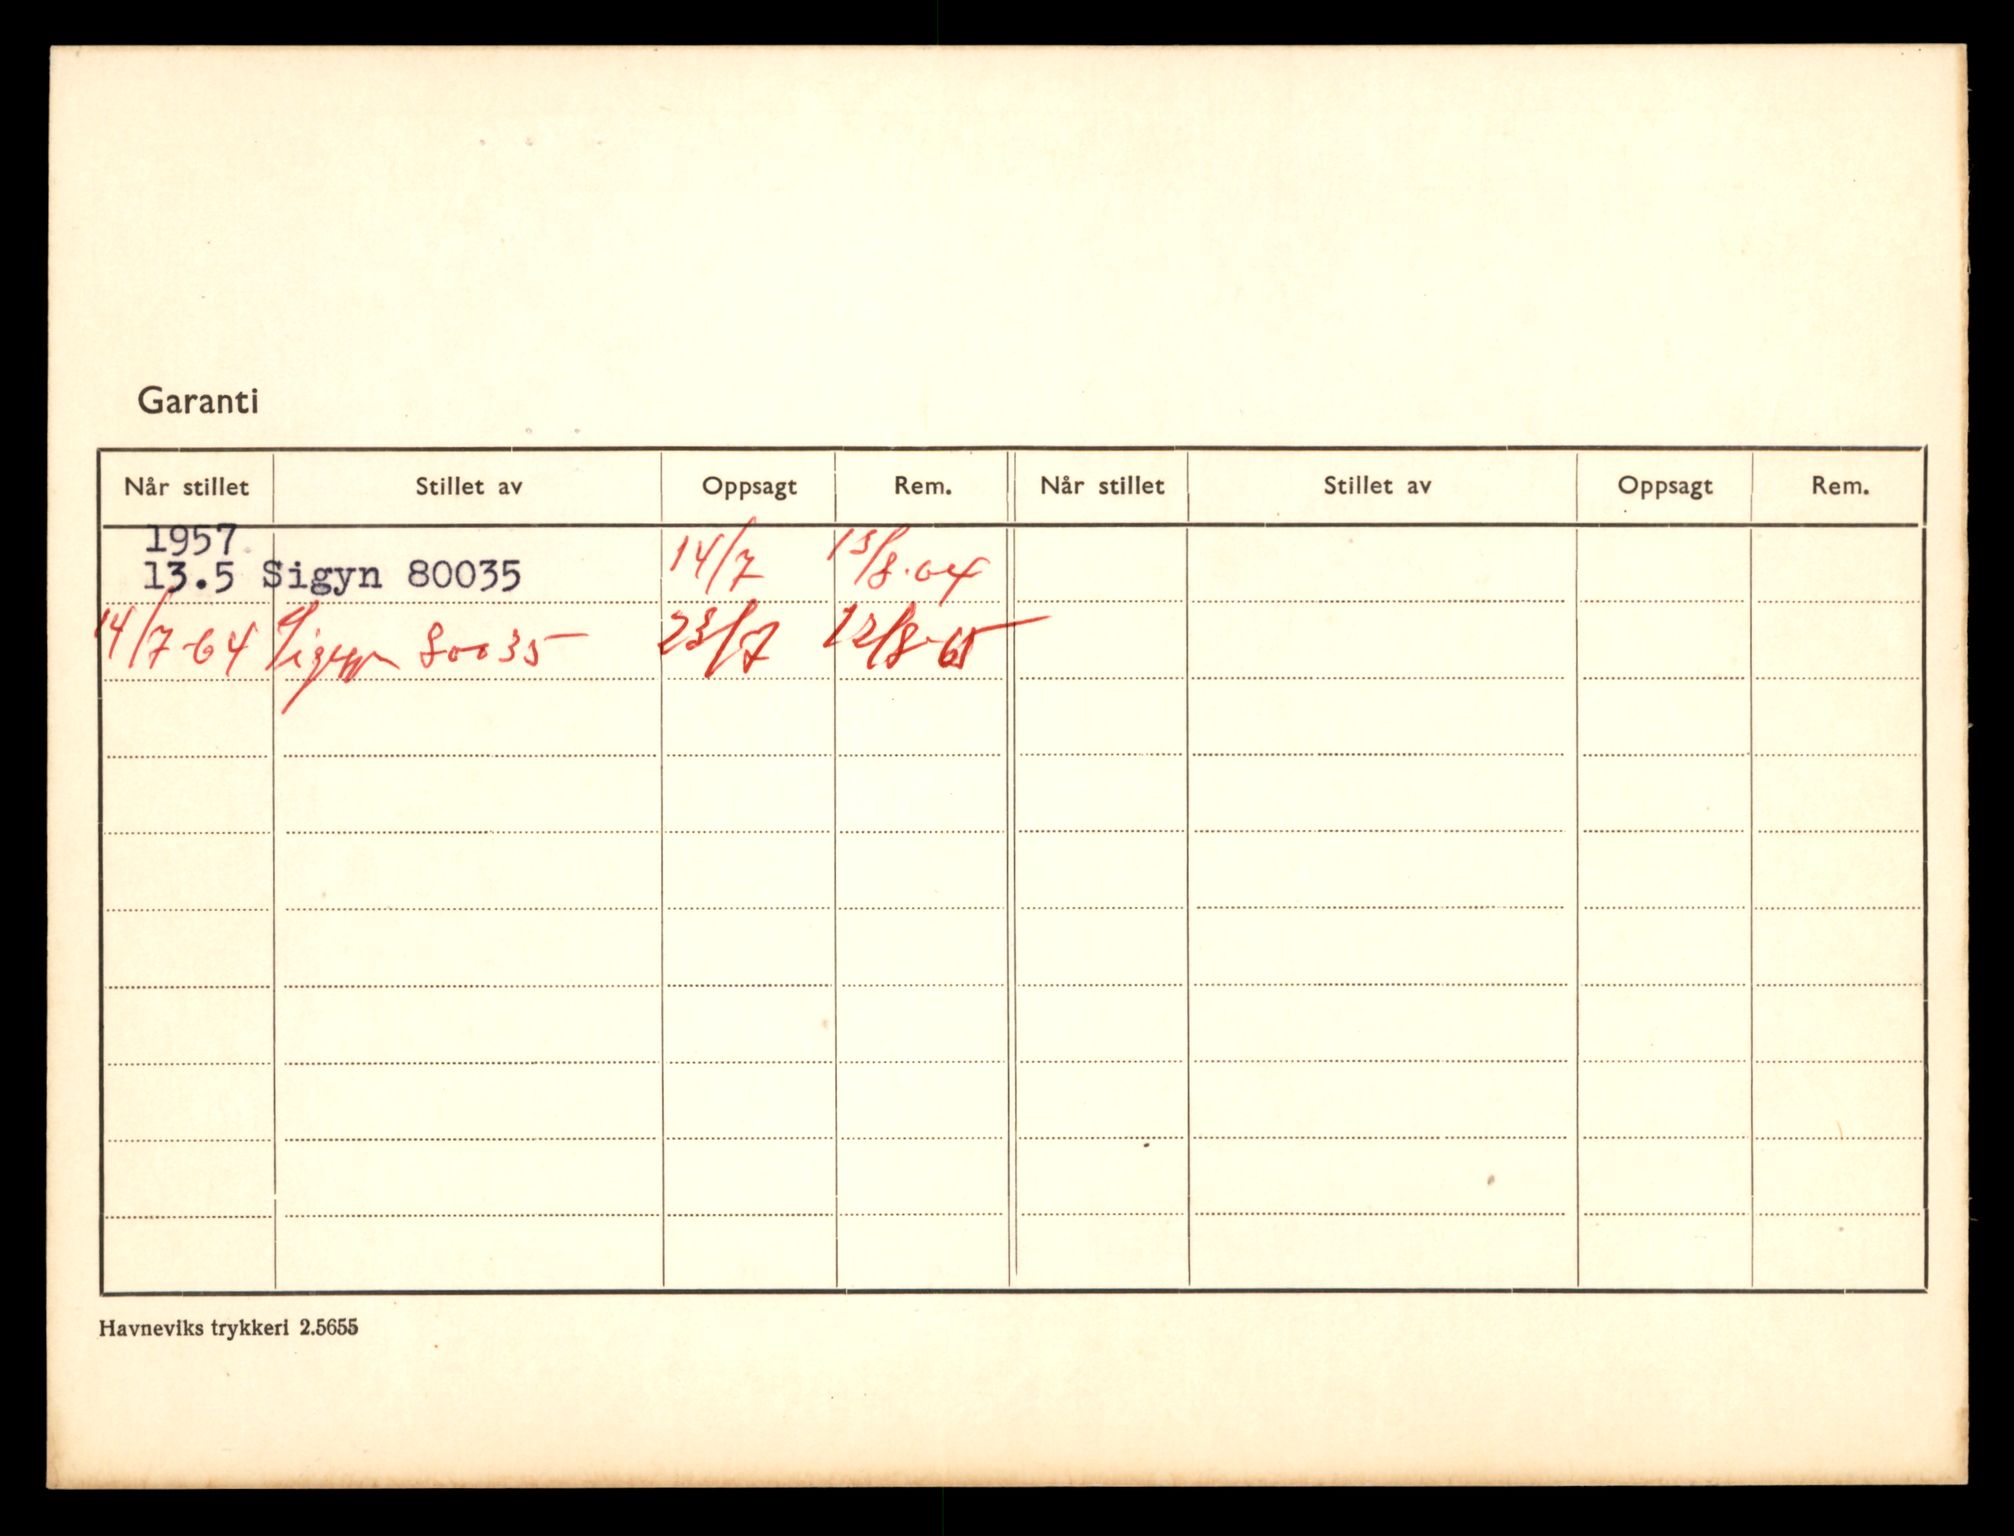 Garanti
Når stillet Stillet av Oppsagt Rem. Når stillet Stillet av Oppsagt Rem.
1957
13.5 Sigyn 80035 14/7 13/8.64
14/7-64 Sigyn 80035 23/7 22/8-65
Havneviks trykkeri 2.5655